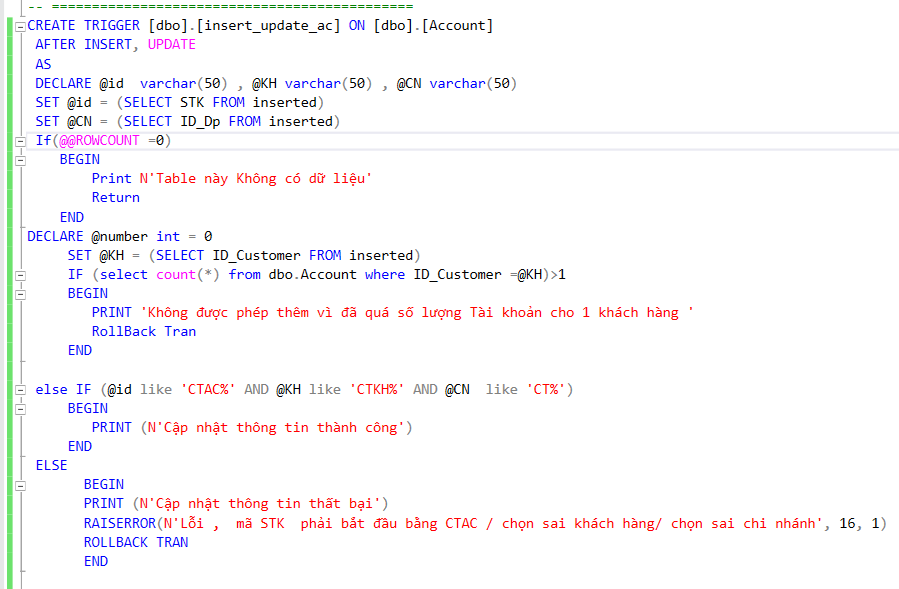 -- =============================================
CREATE TRIGGER [dbo].[insert_update_ac] ON [dbo].[Account]
AFTER INSERT, UPDATE
AS
DECLARE @id  varchar(50) , @KH varchar(50) , @CN varchar(50)
SET @id = (SELECT STK FROM inserted)
SET @CN = (SELECT ID_Dp FROM inserted)
If(@@ROWCOUNT =0)
BEGIN
Print N'Table này Không có dữ liệu'
Return
END
DECLARE @number int = 0
SET @KH = (SELECT ID_Customer FROM inserted)
IF (select count(*) from dbo.Account where ID_Customer =@KH)>1
BEGIN
PRINT 'Không được phép thêm vì đã quá số lượng Tài khoản cho 1 khách hàng '
RollBack Tran
END
else IF (@id like 'CTAC%' AND @KH like 'CTKH%' AND @CN  like 'CT%')
BEGIN
PRINT (N'Cập nhật thông tin thành công')
END
ELSE
BEGIN
PRINT (N'Cập nhật thông tin thất bại')
RAISERROR(N'Lỗi ,  mã STK  phải bắt đầu bằng CTAC / chọn sai khách hàng/ chọn sai chi nhánh', 16, 1)
ROLLBACK TRAN
END